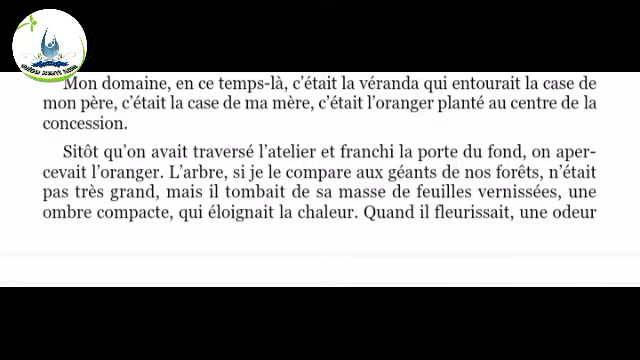 Mon domaine, en ce temps-là, c’était la véranda qui entourait la case de
mon père, c’était la case de ma mère, c’était l’oranger planté au centre de la
concession.
Sitôt qu’on avait traversé l’atelier et franchi la porte du fond, on aper-
cevait l’oranger. L’arbre, si je le compare aux géants de nos forêts, n’était
pas très grand, mais il tombait de sa masse de feuilles vernissées, une
ombre compacte, qui éloignait la chaleur. Quand il fleurissait, une odeur